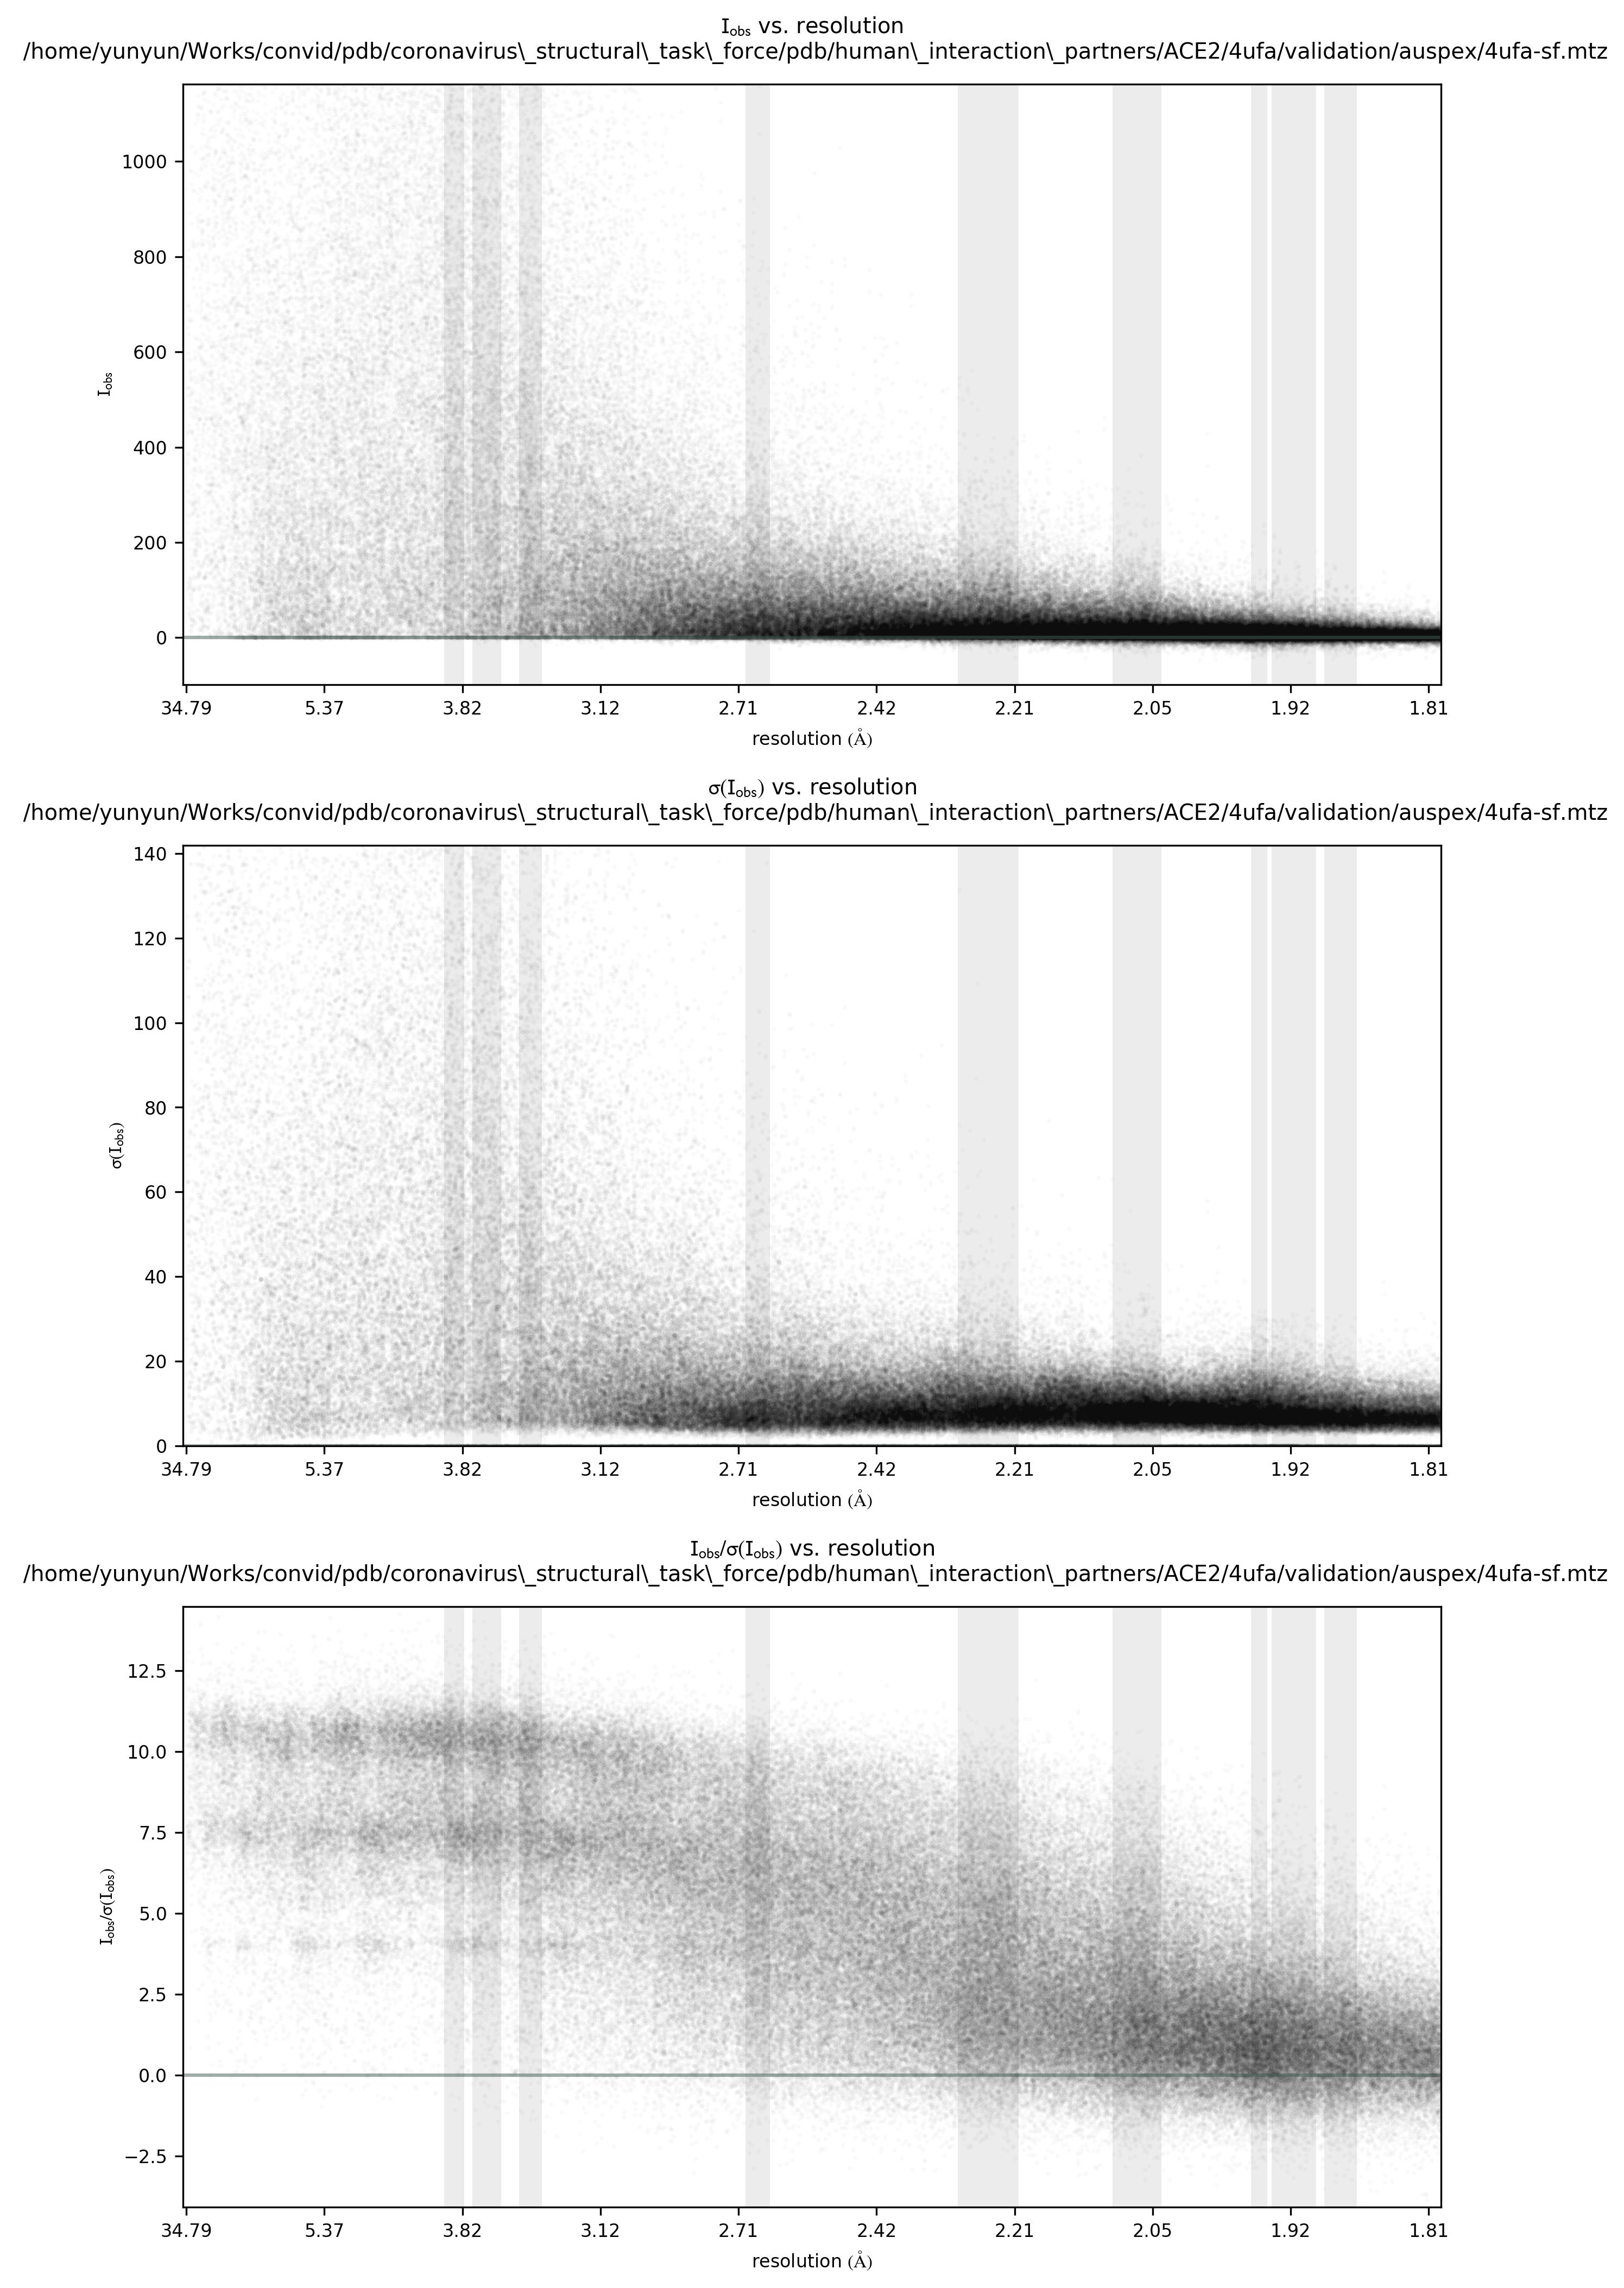 I_obs vs. resolution
/home/yunyun/Works/convid/pdb/coronavirus\_structural\_task\_force/pdb/human\_interaction\_partners/ACE2/4ufa/validation/auspex/4ufa-sf.mtz
1000
800
600
400
200
0
I_obs
34.79 5.37 3.82 3.12 2.71 2.42 2.21 2.05 1.92 1.81
resolution (Å)
σ(I_obs) vs. resolution
/home/yunyun/Works/convid/pdb/coronavirus\_structural\_task\_force/pdb/human\_interaction\_partners/ACE2/4ufa/validation/auspex/4ufa-sf.mtz
140
120
100
80
60
40
20
0
σ(I_obs)
34.79 5.37 3.82 3.12 2.71 2.42 2.21 2.05 1.92 1.81
resolution (Å)
I_obs/σ(I_obs) vs. resolution
/home/yunyun/Works/convid/pdb/coronavirus\_structural\_task\_force/pdb/human\_interaction\_partners/ACE2/4ufa/validation/auspex/4ufa-sf.mtz
12.5
10.0
7.5
5.0
2.5
0.0
−2.5
I_obs/σ(I_obs)
34.79 5.37 3.82 3.12 2.71 2.42 2.21 2.05 1.92 1.81
resolution (Å)